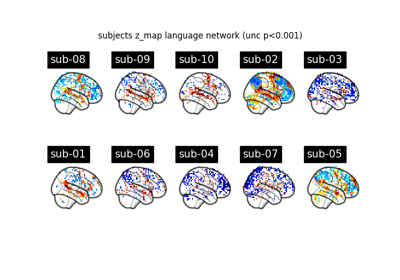 subjects z_map language network (unc p<0.001)
sub-08 sub-09 sub-10 sub-02 sub-03
sub-01 sub-06 sub-04 sub-07 sub-05